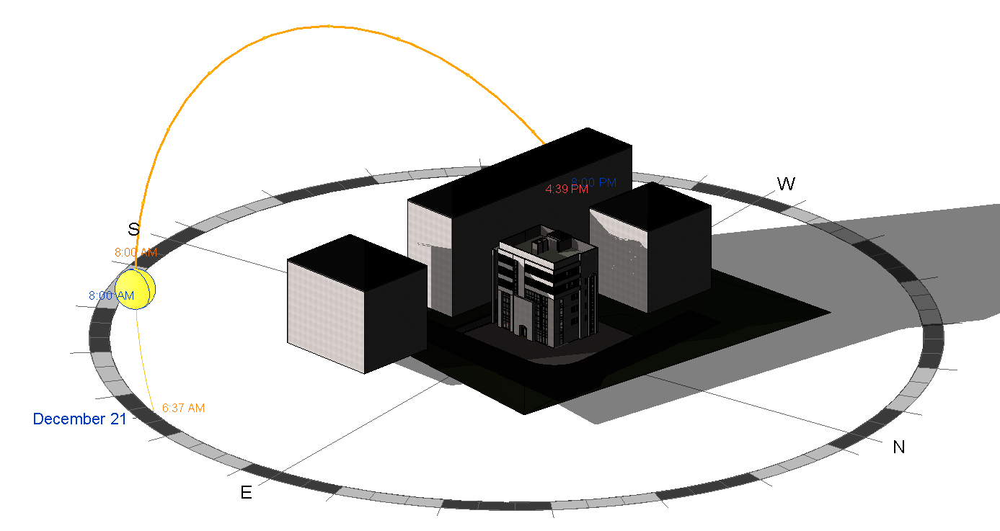 W
8:00 PM
4:39 PM
S
8:00 AM
8:00 AM
6:37 AM
December 21
N
E